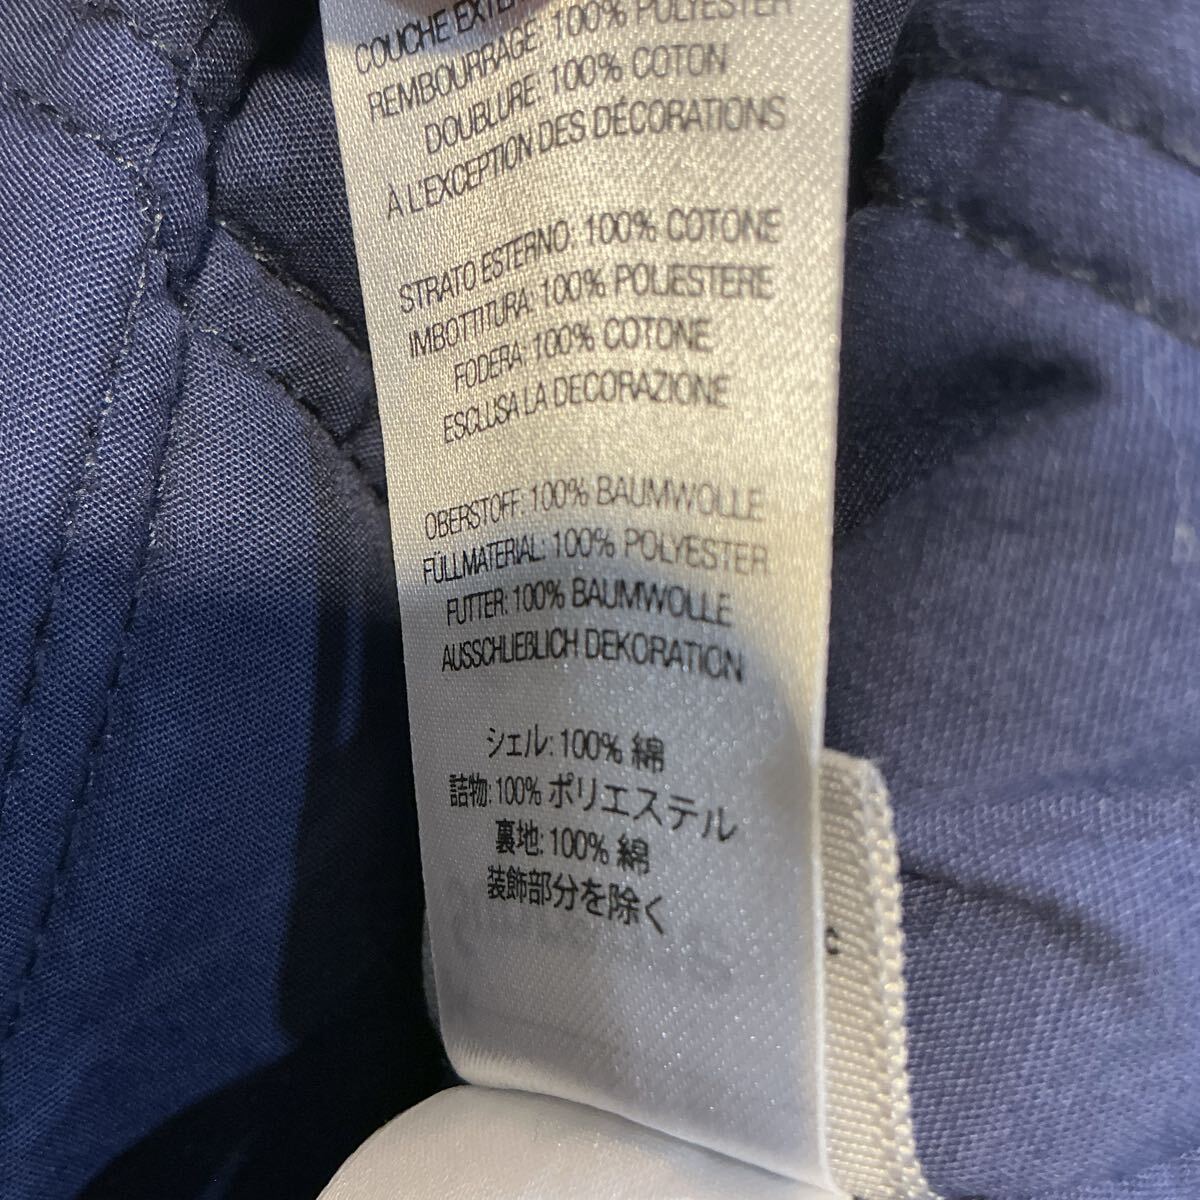 COUCHE
REMBOURRAGE: 100% POLYESTER
DOUBLURE: 100% COTON
À L'EXCEPTION DES DÉCORATIONS
STRATO ESTERNO: 100% COTONE
IMBOTTITURA: 100% POLIESTERE
FODERA: 100% COTONE
ESCLUSA LA DECORAZIONE
OBERSTOFF: 100% BAUMWOLLE
FÜLLMATERIAL: 100% POLYESTER
FUTTER: 100% BAUMWOLLE
AUSSCHLIEBLICH DEKORATION
シェル: 100% 綿
詰物: 100% ポリエステル
裏地: 100% 綿
装飾部分を除く
c